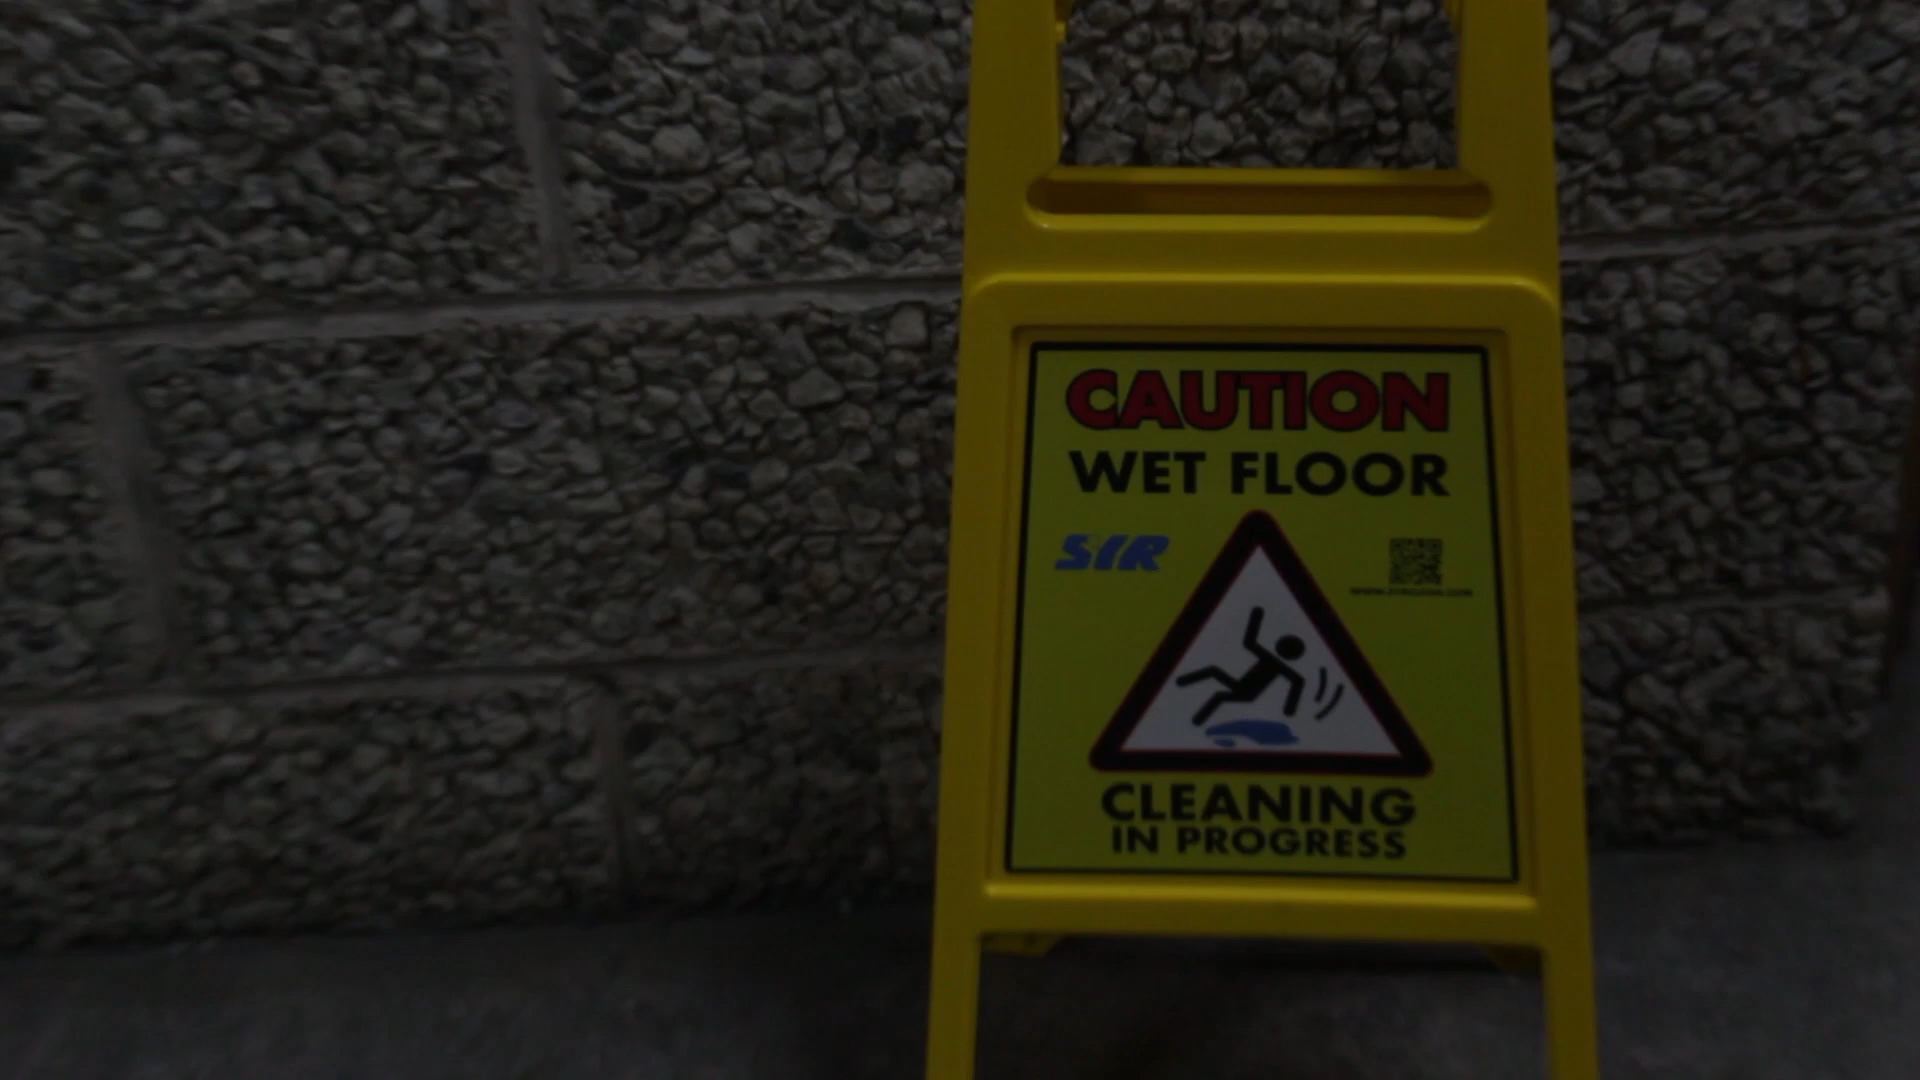 CAUTION
WET FLOOR
SYR
CLEANING
IN PROGRESS